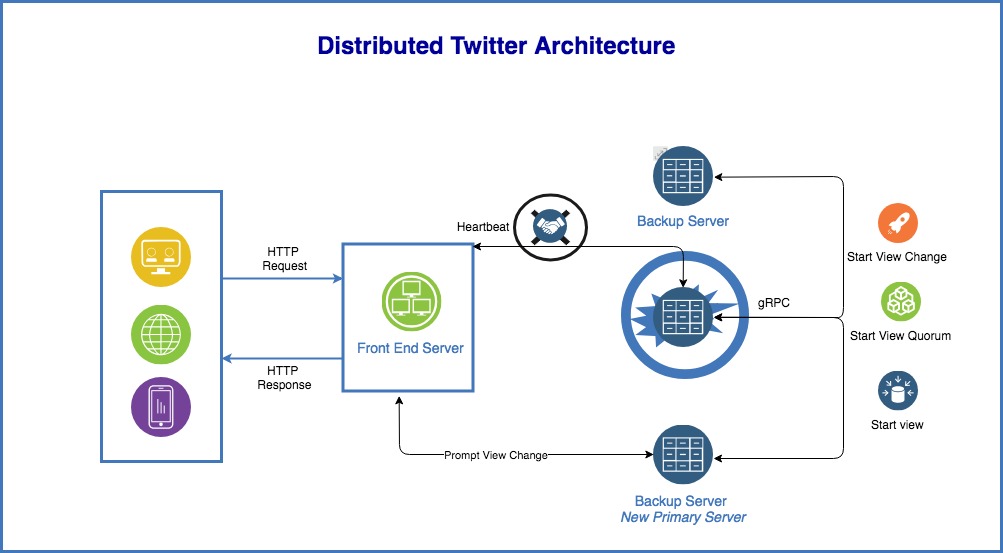 Distributed Twitter Architecture
Backup Server
Heartbeat
HTTP
Request
Start View Change
gRPC
Start View Quorum
Front End Server
HTTP
Response
Start view
Prompt View Change
Backup Server
New Primary Server